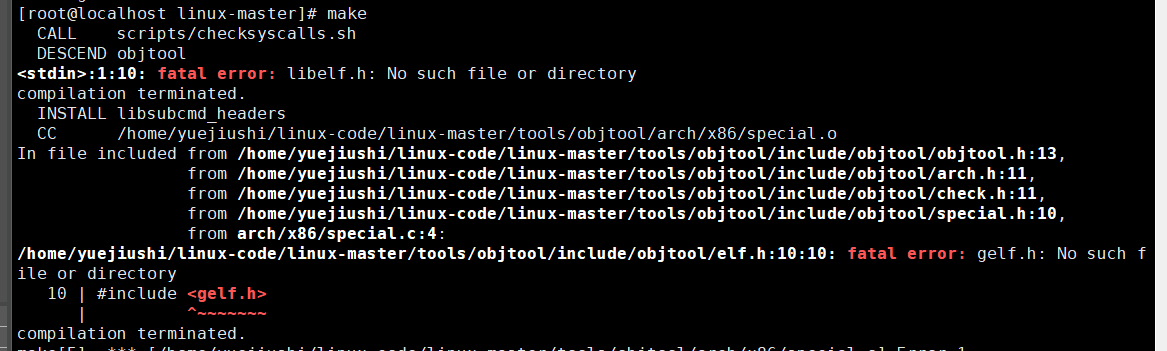 [root@localhost linux-master]# make
  CALL    scripts/checksyscalls.sh
  DESCEND objtool
<stdin>:1:10: fatal error: libelf.h: No such file or directory
compilation terminated.
  INSTALL libsubcmd_headers
  CC      /home/yuejiushi/linux-code/linux-master/tools/objtool/arch/x86/special.o
In file included from /home/yuejiushi/linux-code/linux-master/tools/objtool/include/objtool/objtool.h:13,
                 from /home/yuejiushi/linux-code/linux-master/tools/objtool/include/objtool/arch.h:11,
                 from /home/yuejiushi/linux-code/linux-master/tools/objtool/include/objtool/check.h:11,
                 from /home/yuejiushi/linux-code/linux-master/tools/objtool/include/objtool/special.h:10,
                 from arch/x86/special.c:4:
/home/yuejiushi/linux-code/linux-master/tools/objtool/include/objtool/elf.h:10:10: fatal error: gelf.h: No such f
ile or directory
   10 | #include <gelf.h>
      |          ^~~~~~~~
compilation terminated.